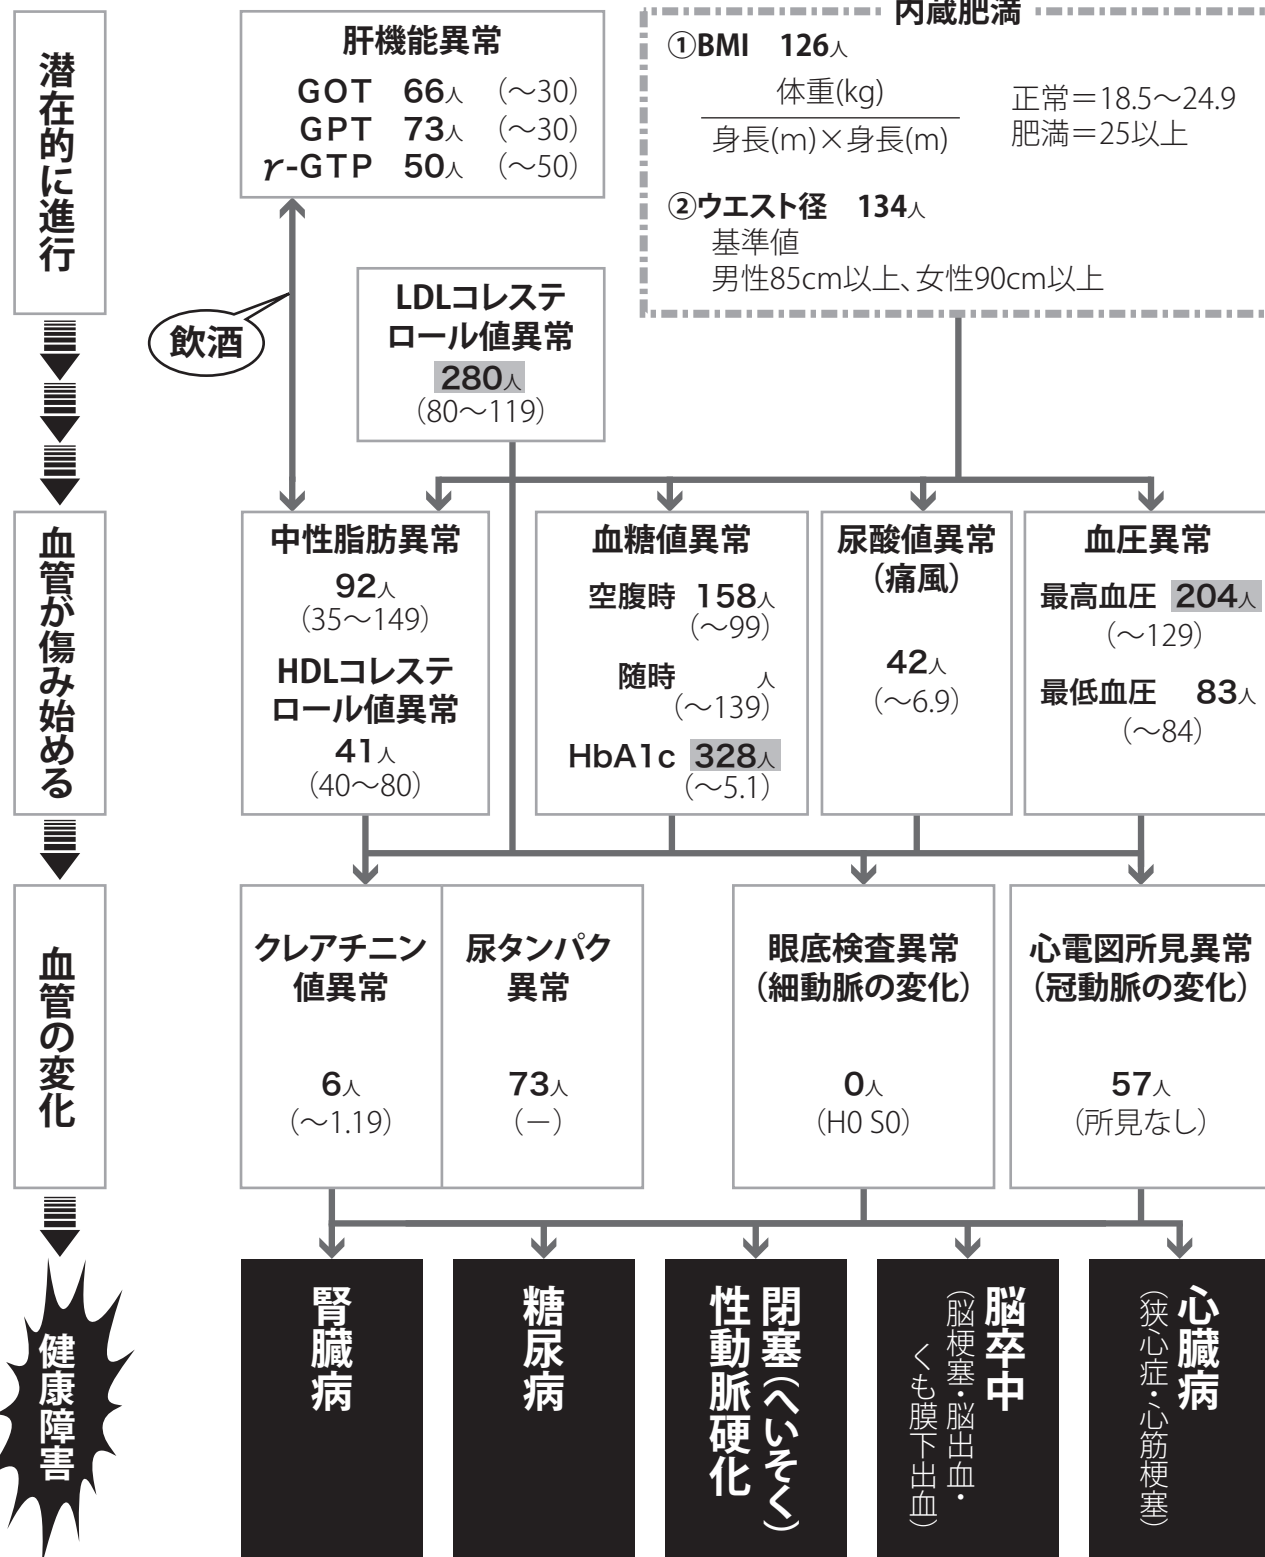 潜在的に進行
血管が傷み始める
血管の変化
健康障害
肝機能異常
GOT 66人 （～30）
GPT 73人 （～30）
γ-GTP 50人 （～50）
飲酒
LDLコレステ
ロール値異常
280人
（80～119）
内蔵肥満
①BMI 126人
体重(kg)
身長(m)×身長(m)
正常＝18.5～24.9
肥満＝25以上
②ウエスト径 134人
基準値
男性85cm以上、女性90cm以上
中性脂肪異常
92人
（35～149）
HDLコレステ
ロール値異常
41人
（40～80）
血糖値異常
空腹時 158人
（～99）
随時 人
（～139）
HbA1c 328人
（～5.1）
尿酸値異常
（痛風）
42人
（～6.9）
血圧異常
最高血圧 204人
（～129）
最低血圧 83人
（～84）
クレアチニン
値異常
6人
（～1.19）
尿タンパク
異常
73人
（－）
眼底検査異常
（細動脈の変化）
0人
（H0 S0）
心電図所見異常
（冠動脈の変化）
57人
（所見なし）
腎臓病
糖尿病
閉塞（へいそく）
性動脈硬化
脳卒中
（脳梗塞・脳出血・
くも膜下出血）
心臓病
（狭心症・心筋梗塞）